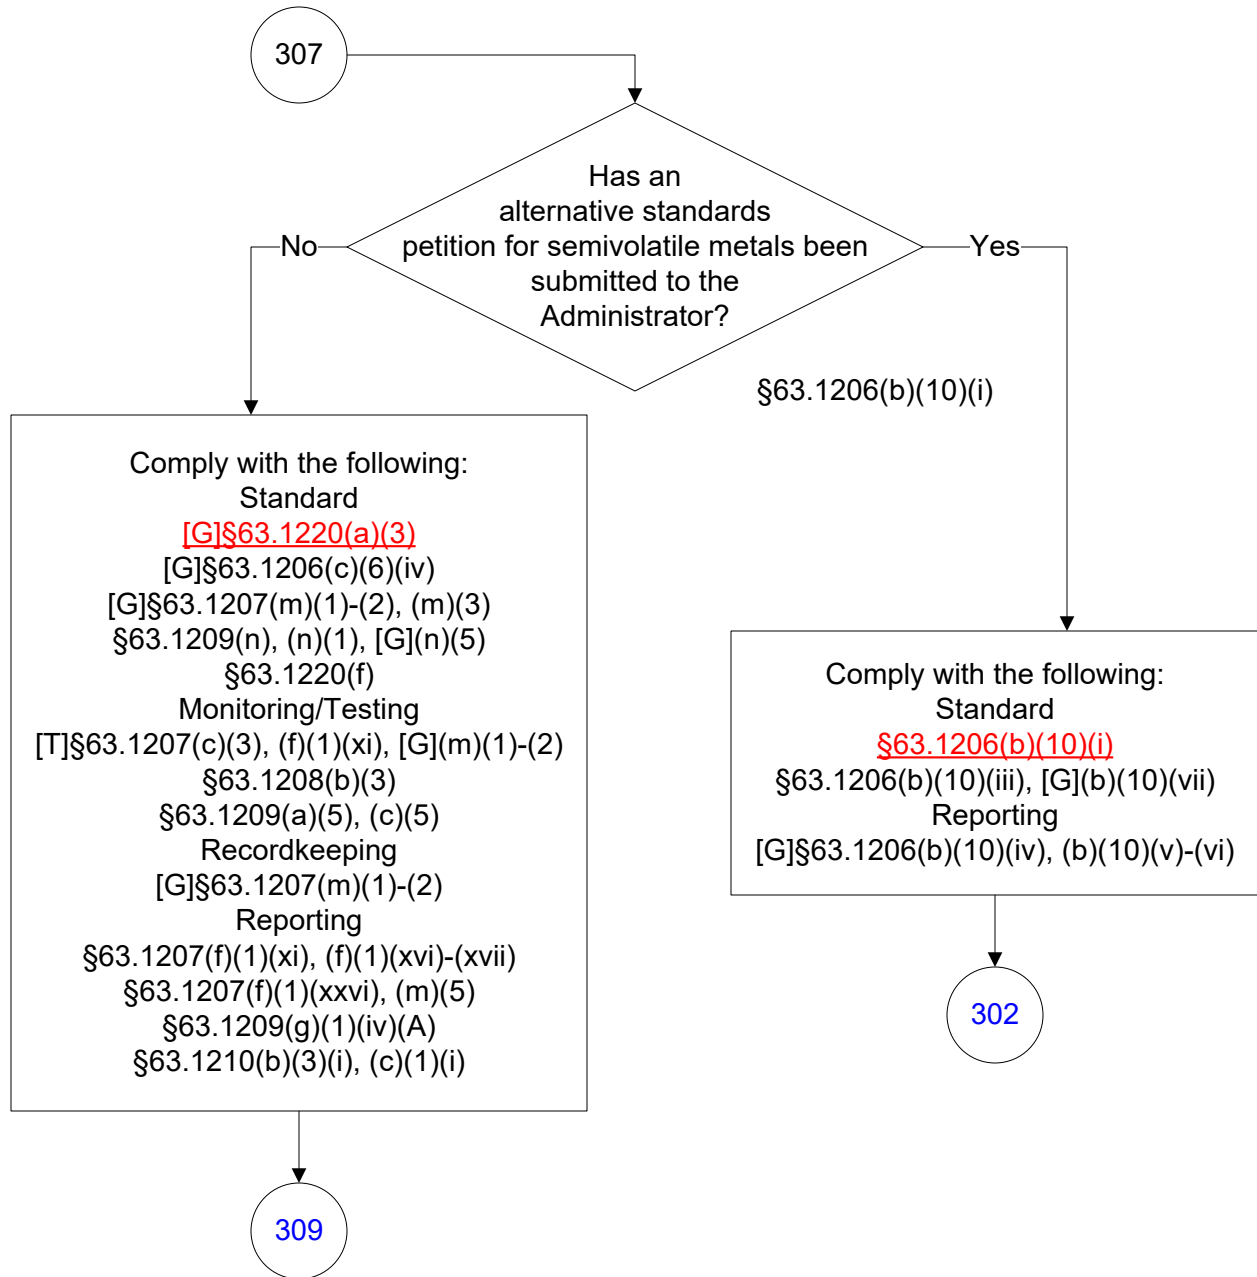 307
Has an
alternative standards
petition for semivolatile metals been
submitted to the
Administrator?
No
Yes
§63.1206(b)(10)(i)
Comply with the following:
Standard
[G]§63.1220(a)(3)
[G]§63.1206(c)(6)(iv)
[G]§63.1207(m)(1)-(2), (m)(3)
§63.1209(n), (n)(1), [G](n)(5)
§63.1220(f)
Monitoring/Testing
[T]§63.1207(c)(3), (f)(1)(xi), [G](m)(1)-(2)
§63.1208(b)(3)
§63.1209(a)(5), (c)(5)
Recordkeeping
[G]§63.1207(m)(1)-(2)
Reporting
§63.1207(f)(1)(xi), (f)(1)(xvi)-(xvii)
§63.1207(f)(1)(xxvi), (m)(5)
§63.1209(g)(1)(iv)(A)
§63.1210(b)(3)(i), (c)(1)(i)
309
Comply with the following:
Standard
§63.1206(b)(10)(i)
§63.1206(b)(10)(iii), [G](b)(10)(vii)
Reporting
[G]§63.1206(b)(10)(iv), (b)(10)(v)-(vi)
302